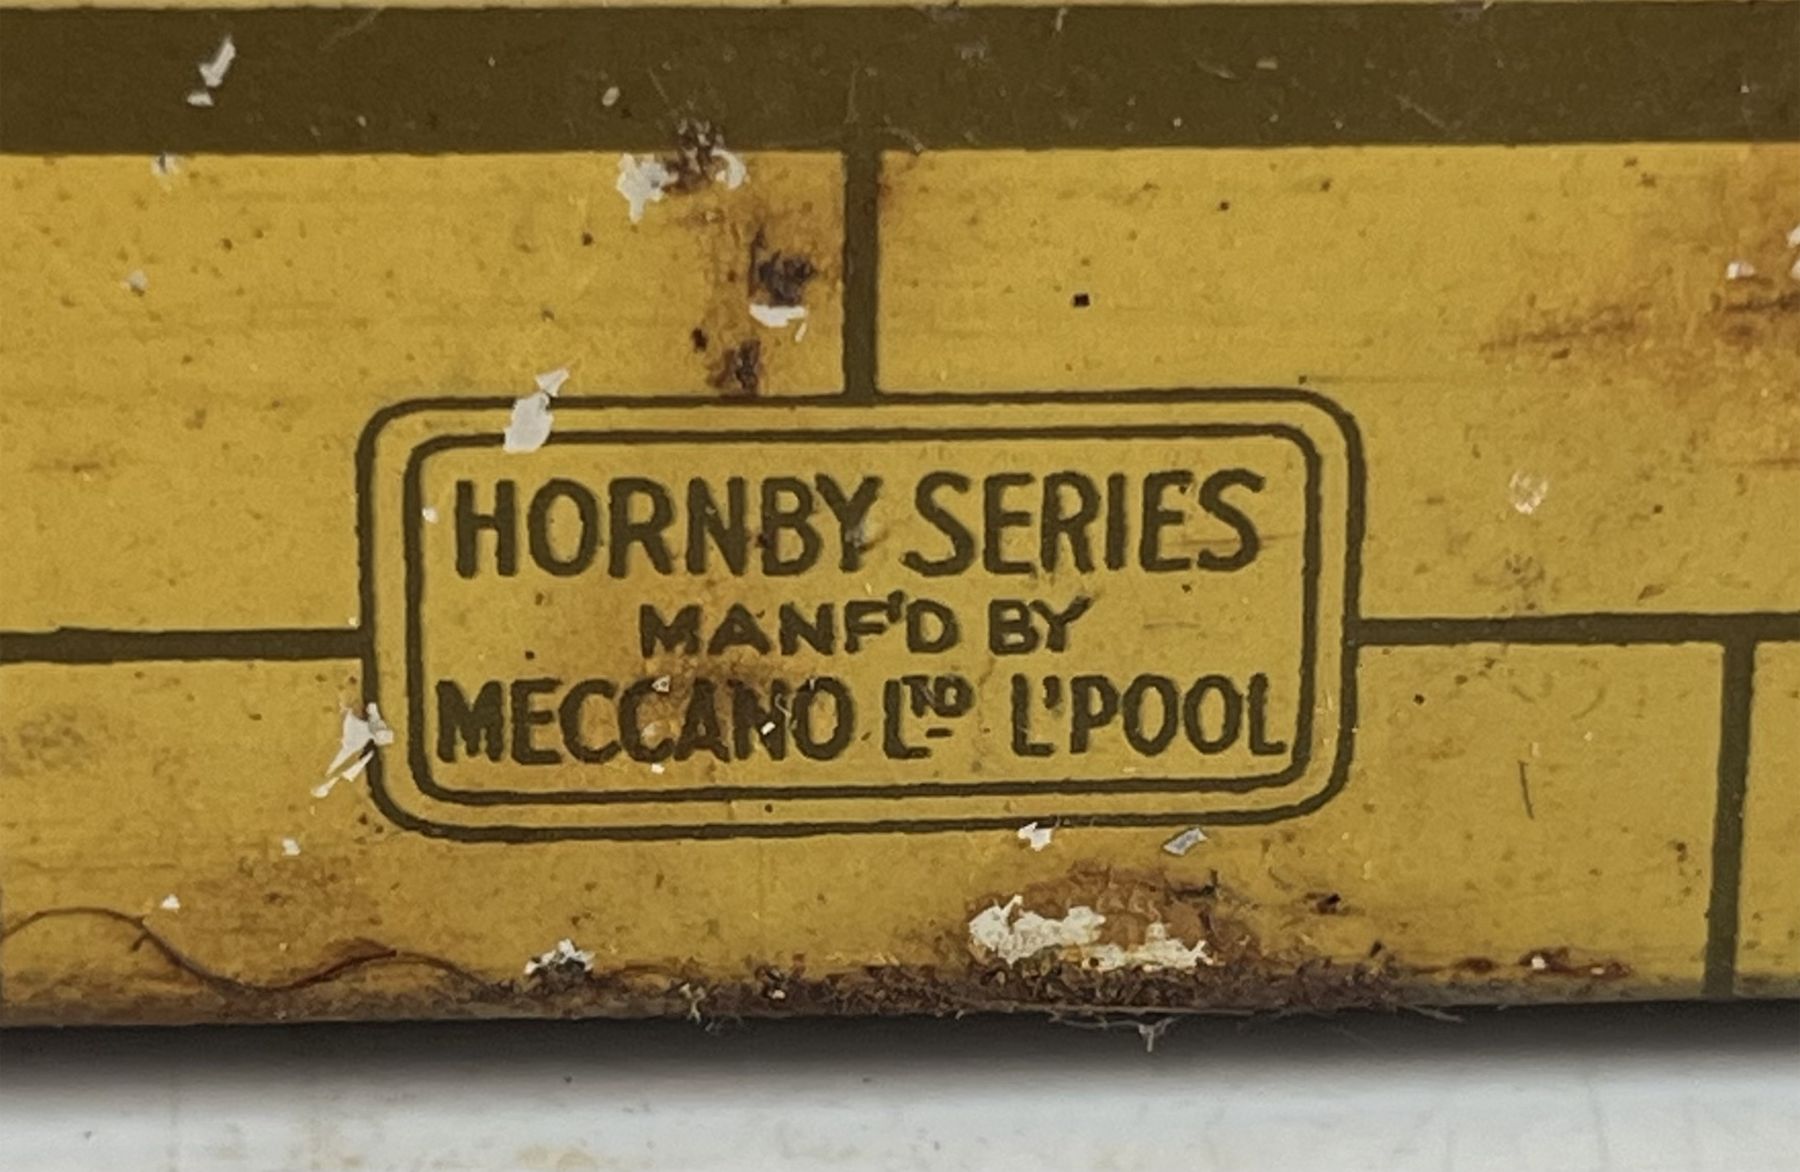 HORNBY SERIES
MANF'D BY
MECCANO LTD L'POOL